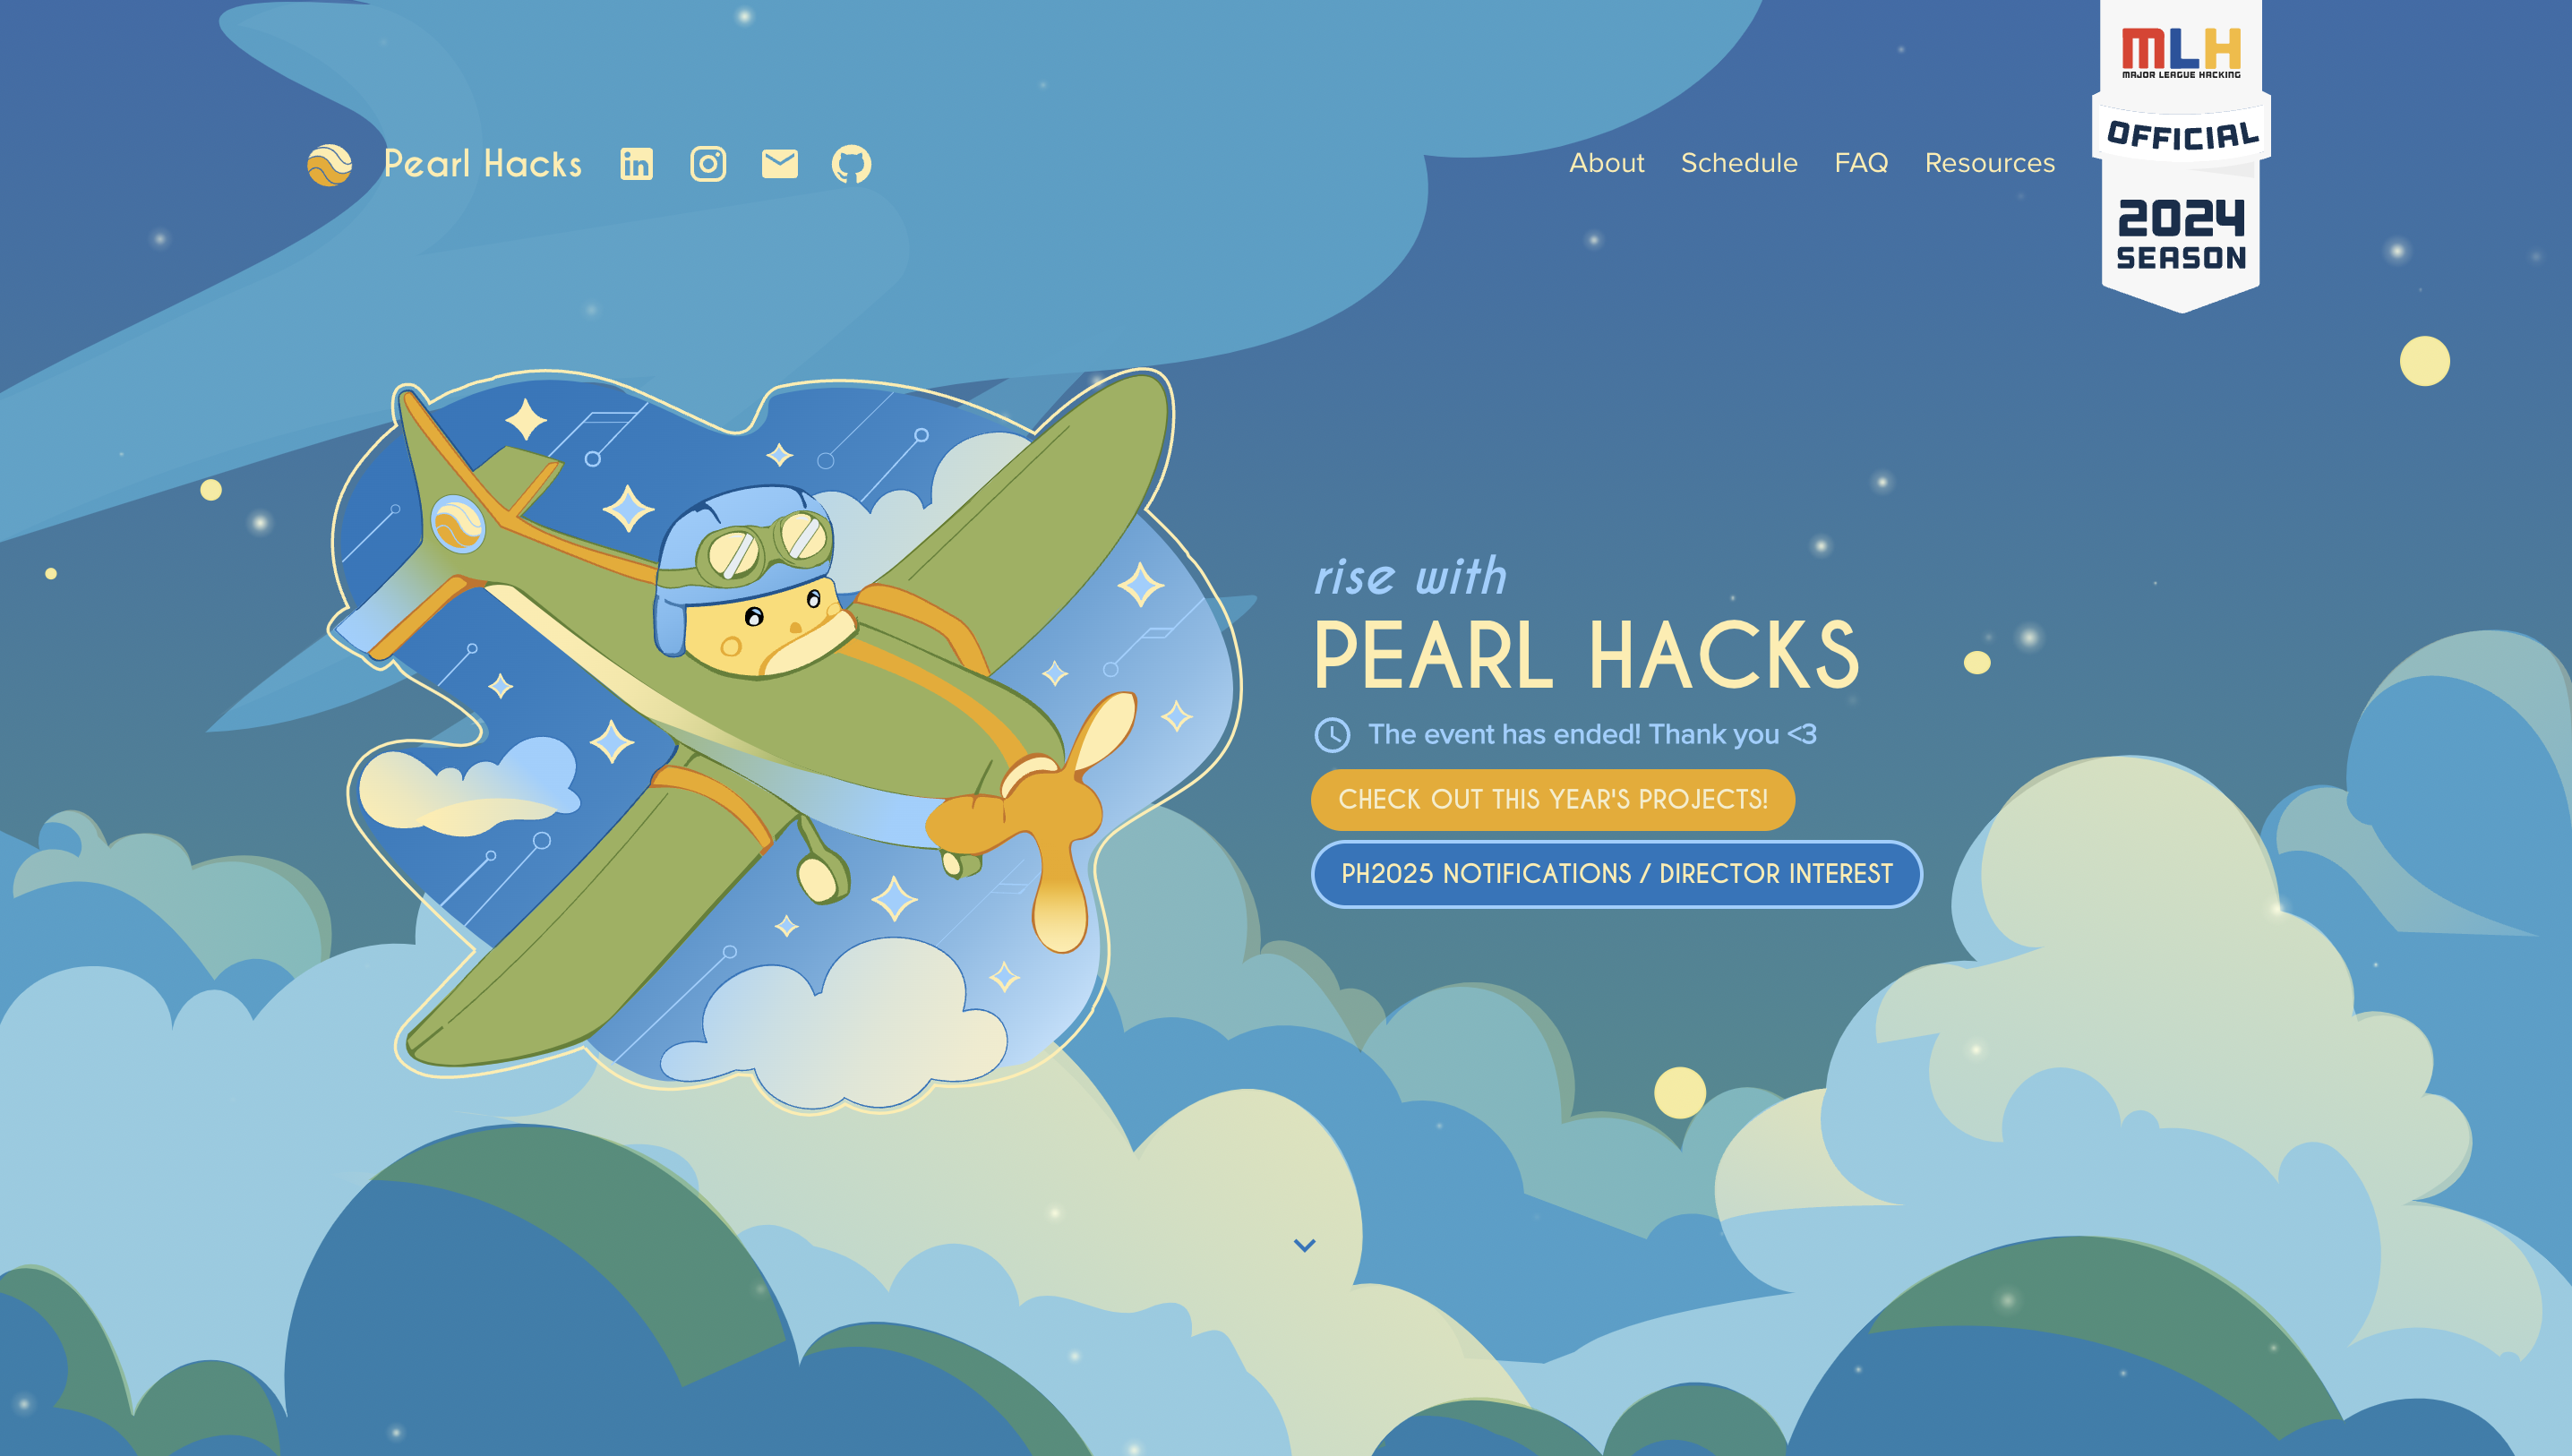 Pearl Hacks
About Schedule FAQ Resources
MLH
MAJOR LEAGUE HACKING
OFFICIAL
2024
SEASON
rise with
PEARL HACKS
The event has ended! Thank you <3
CHECK OUT THIS YEAR'S PROJECTS!
PH2025 NOTIFICATIONS / DIRECTOR INTEREST